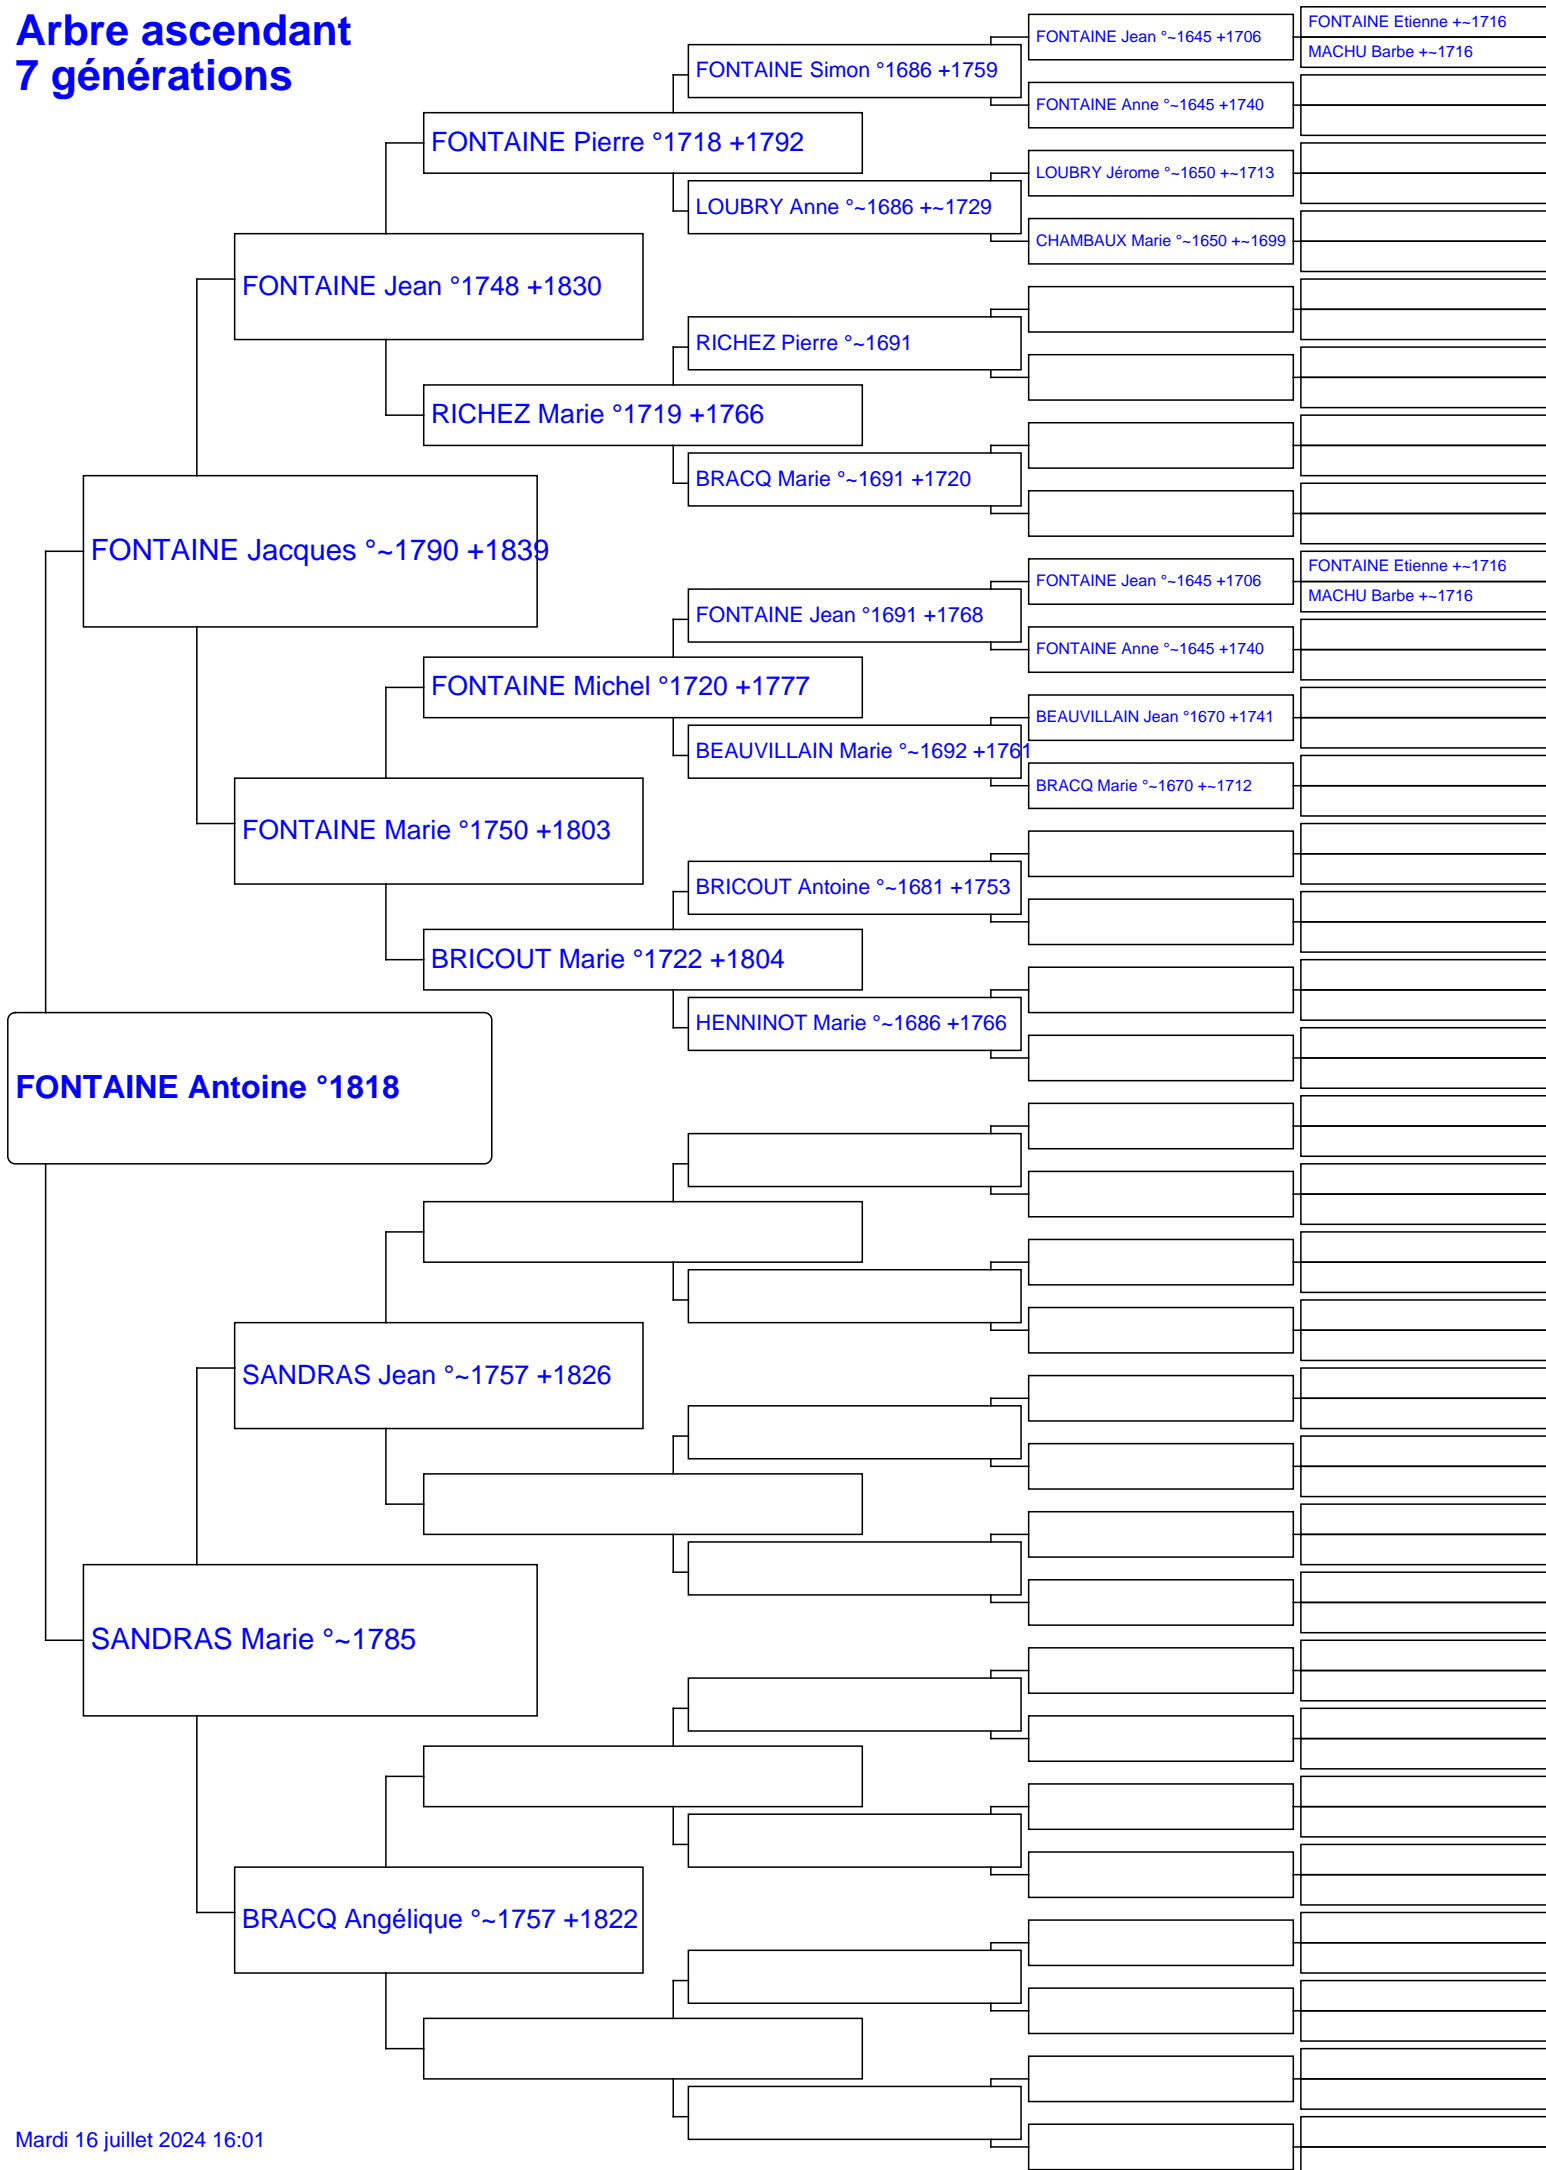 Arbre ascendant
7 générations
FONTAINE Jean °~1645 +1706
FONTAINE Etienne +~1716
MACHU Barbe +~1716
FONTAINE Simon °1686 +1759
FONTAINE Anne °~1645 +1740
FONTAINE Pierre °1718 +1792
LOUBRY Jérome °~1650 +~1713
LOUBRY Anne °~1686 +~1729
CHAMBAUX Marie °~1650 +~1699
FONTAINE Jean °1748 +1830
RICHEZ Pierre °~1691
RICHEZ Marie °1719 +1766
BRACQ Marie °~1691 +1720
FONTAINE Jacques °~1790 +1839
FONTAINE Jean °~1645 +1706
FONTAINE Etienne +~1716
MACHU Barbe +~1716
FONTAINE Jean °1691 +1768
FONTAINE Anne °~1645 +1740
FONTAINE Michel °1720 +1777
BEAUVILLAIN Jean °1670 +1741
BEAUVILLAIN Marie °~1692 +1761
BRACQ Marie °~1670 +~1712
FONTAINE Marie °1750 +1803
BRICOUT Antoine °~1681 +1753
BRICOUT Marie °1722 +1804
HENNINOT Marie °~1686 +1766
FONTAINE Antoine °1818
SANDRAS Jean °~1757 +1826
SANDRAS Marie °~1785
BRACQ Angélique °~1757 +1822
Mardi 16 juillet 2024 16:01